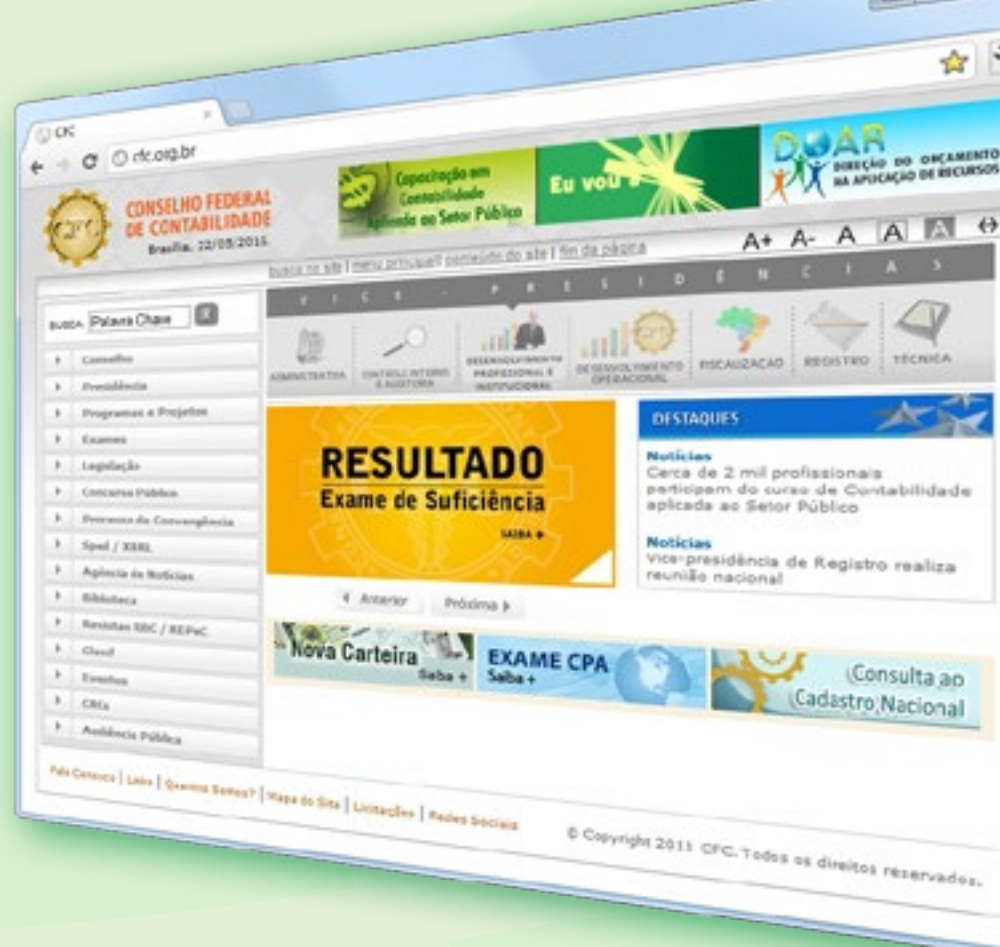 CFC
cfc.org.br
CONSELHO FEDERAL
DE CONTABILIDADE
Capacitação em
Contabilidade
Aplicada ao Setor Público
Eu vou
DOAR
DIREÇÃO DO ORÇAMENTO
NA APLICAÇÃO DE RECURSOS
busca no site | menu principal | conteúdo do site | fim da página
A+ A- A A A
VICE-PRESIDÊNCIAS
BUSCA Palavra Chave
ADMINISTRATIVA
CONTROLE INTERNO
E AUDITORIA
DESENVOLVIMENTO
PROFISSIONAL E
INSTITUCIONAL
DESENVOLVIMENTO
OPERACIONAL
FISCALIZAÇÃO
REGISTRO
TÉCNICA
Conselho
Presidência
Programas e Projetos
Exames
Legislação
Concurso Público
Processo de Convergência
Sped / XBRL
Agência de Notícias
Biblioteca
Revistas RBC / REPeC
Eventos
CRCs
Audiência Pública
RESULTADO
Exame de Suficiência
SAIBA +
Anterior
Próxima
DESTAQUES
Notícias
Cerca de 2 mil profissionais
participam do curso de Contabilidade
aplicada ao Setor Público
Notícias
Vice-presidência de Registro realiza
reunião nacional
Nova Carteira
Saiba +
EXAME CPA
Saiba +
Consulta ao
Cadastro Nacional
Fale Conosco | Links | Quem Somos? | Mapa do Site | Licitações | Redes Sociais
© Copyright 2011 CFC. Todos os direitos reservados.